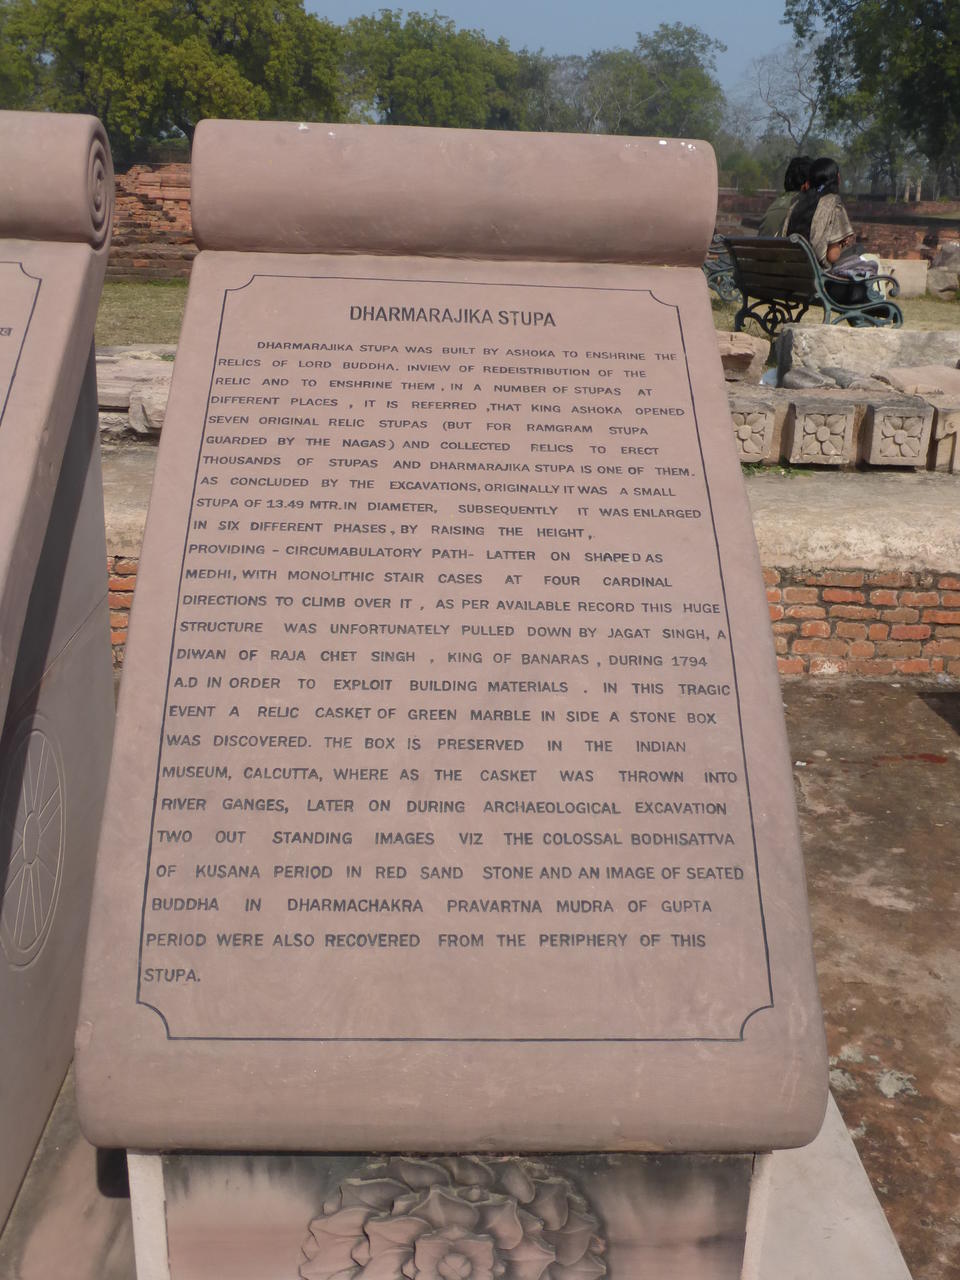 DHARMARAJIKA STUPA
DHARMARAJIKA STUPA WAS BUILT BY ASHOKA TO ENSHRINE THE
RELICS OF LORD BUDDHA. INVIEW OF REDEISTRIBUTION OF THE
RELIC AND TO ENSHRINE THEM , IN A NUMBER OF STUPAS AT
DIFFERENT PLACES , IT IS REFERRED ,THAT KING ASHOKA OPENED
SEVEN ORIGINAL RELIC STUPAS (BUT FOR RAMGRAM STUPA
GUARDED BY THE NAGAS) AND COLLECTED RELICS TO ERECT
THOUSANDS OF STUPAS AND DHARMARAJIKA STUPA IS ONE OF THEM.
AS CONCLUDED BY THE EXCAVATIONS, ORIGINALLY IT WAS A SMALL
STUPA OF 13.49 MTR. IN DIAMETER, SUBSEQUENTLY IT WAS ENLARGED
IN SIX DIFFERENT PHASES, BY RAISING THE HEIGHT,
PROVIDING - CIRCUMABULATORY PATH- LATTER ON SHAPED AS
MEDHI, WITH MONOLITHIC STAIR CASES AT FOUR CARDINAL
DIRECTIONS TO CLIMB OVER IT , AS PER AVAILABLE RECORD THIS HUGE
STRUCTURE WAS UNFORTUNATELY PULLED DOWN BY JAGAT SINGH, A
DIWAN OF RAJA CHET SINGH , KING OF BANARAS , DURING 1794
A.D IN ORDER TO EXPLOIT BUILDING MATERIALS . IN THIS TRAGIC
EVENT A RELIC CASKET OF GREEN MARBLE IN SIDE A STONE BOX
WAS DISCOVERED. THE BOX IS PRESERVED IN THE INDIAN
MUSEUM, CALCUTTA, WHERE AS THE CASKET WAS THROWN INTO
RIVER GANGES, LATER ON DURING ARCHAEOLOGICAL EXCAVATION
TWO OUT STANDING IMAGES VIZ THE COLOSSAL BODHISATTVA
OF KUSANA PERIOD IN RED SAND STONE AND AN IMAGE OF SEATED
BUDDHA IN DHARMACHAKRA PRAVARTNA MUDRA OF GUPTA
PERIOD WERE ALSO RECOVERED FROM THE PERIPHERY OF THIS
STUPA.